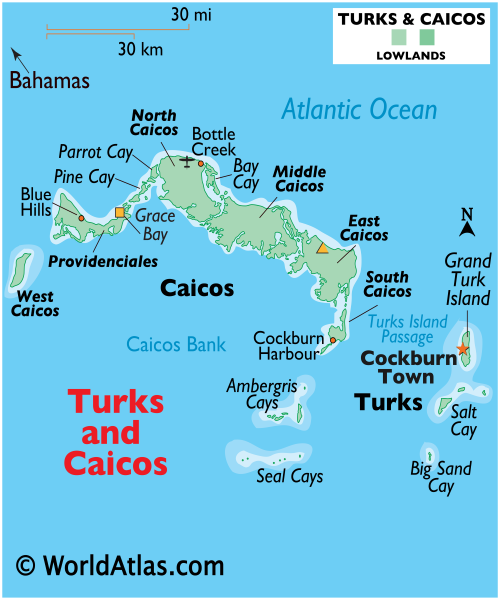 30 mi
30 km
TURKS & CAICOS
LOWLANDS
Bahamas
Atlantic Ocean
North
Caicos
Bottle
Creek
Parrot Cay
Pine Cay
Bay
Cay
Middle
Caicos
Blue
Hills
Grace
Bay
East
Caicos
N
Providenciales
Grand
Turk
Island
West
Caicos
Caicos
South
Caicos
Turks Island
Passage
Caicos Bank
Cockburn
Harbour
Cockburn
Town
Ambergris
Cays
Turks
Salt
Cay
Turks
and
Caicos
Seal Cays
Big Sand
Cay
© WorldAtlas.com